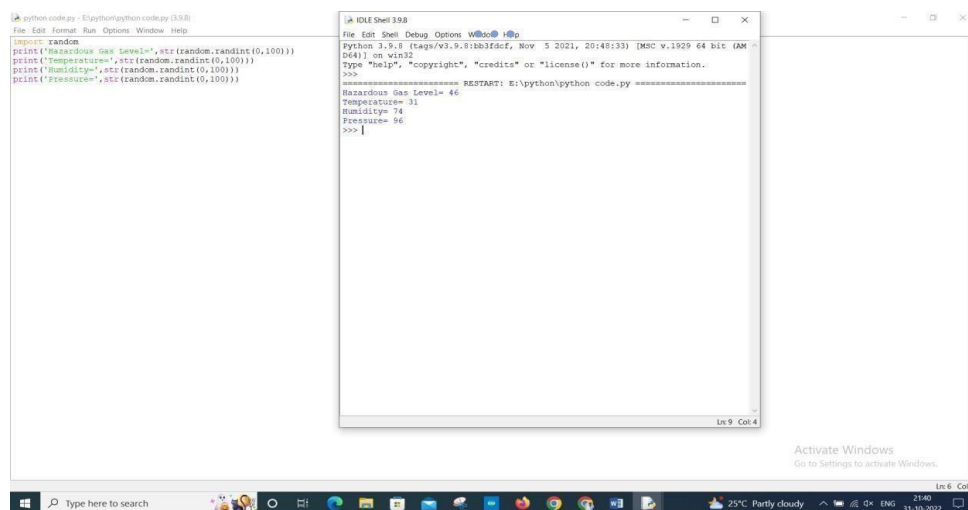 python code.py - E:\python\python code.py (3.9.8)
File Edit Format Run Options Window Help
import random
print('Hazardous Gas Level=',str(random.randint(0,100)))
print('Temperature=',str(random.randint(0,100)))
print('Humidity=',str(random.randint(0,100)))
print('Pressure=',str(random.randint(0,100)))
IDLE Shell 3.9.8
File Edit Shell Debug Options Window Help
Python 3.9.8 (tags/v3.9.8:bb3fdcf, Nov 5 2021, 20:48:33) [MSC v.1929 64 bit (AM
D64)] on win32
Type "help", "copyright", "credits" or "license()" for more information.
>>>
====================== RESTART: E:\python\python code.py =====================
Hazardous Gas Level= 46
Temperature= 31
Humidity= 74
Pressure= 96
>>>
Ln: 9 Col: 4
Activate Windows
Go to Settings to activate Windows.
Ln: 6 Col
Type here to search
25°C Partly cloudy
ENG
21:40
31-10-2022